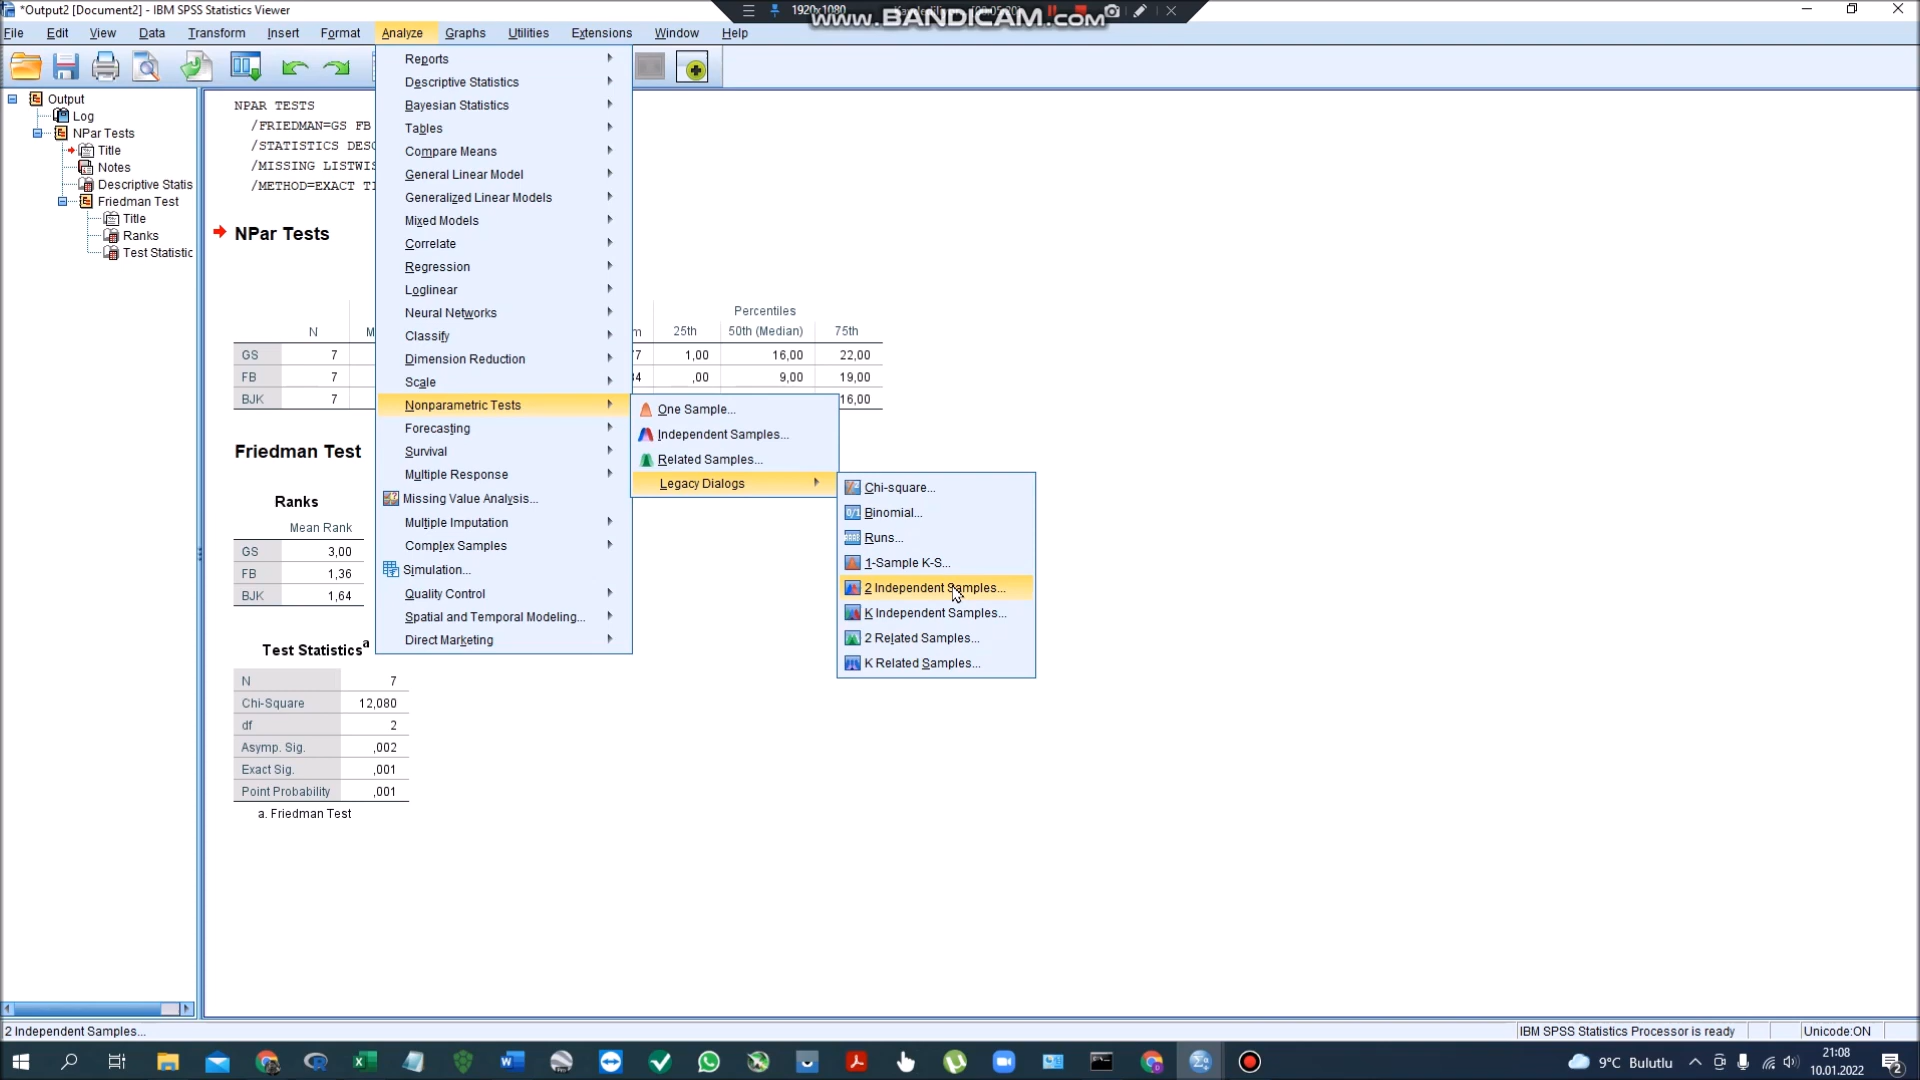 *Output2 [Document2] - IBM SPSS Statistics Viewer
1920x1080
www.BANDICAM.com
File Edit View Data Transform Insert Format Analyze Graphs Utilities Extensions Window Help
Output
Log
NPar Tests
Title
Notes
Descriptive Statis
Friedman Test
Title
Ranks
Test Statistic
NPAR TESTS
/FRIEDMAN=GS FB
/STATISTICS DESC
/MISSING LISTWIS
/METHOD=EXACT TI
NPar Tests
Percentiles
N M m 25th 50th (Median) 75th
GS 7 77 1,00 16,00 22,00
FB 7 34 ,00 9,00 19,00
BJK 7 16,00
Friedman Test
Ranks
Mean Rank
GS 3,00
FB 1,36
BJK 1,64
Test Statisticsa
N 7
Chi-Square 12,080
df 2
Asymp. Sig. ,002
Exact Sig. ,001
Point Probability ,001
a. Friedman Test
Reports
Descriptive Statistics
Bayesian Statistics
Tables
Compare Means
General Linear Model
Generalized Linear Models
Mixed Models
Correlate
Regression
Loglinear
Neural Networks
Classify
Dimension Reduction
Scale
Nonparametric Tests
Forecasting
Survival
Multiple Response
Missing Value Analysis...
Multiple Imputation
Complex Samples
Simulation...
Quality Control
Spatial and Temporal Modeling...
Direct Marketing
One Sample...
Independent Samples...
Related Samples...
Legacy Dialogs
Chi-square...
Binomial...
Runs...
1-Sample K-S...
2 Independent Samples...
K Independent Samples...
2 Related Samples...
K Related Samples...
2 Independent Samples...
IBM SPSS Statistics Processor is ready
Unicode:ON
9°C Bulutlu
21:08
10.01.2022
2